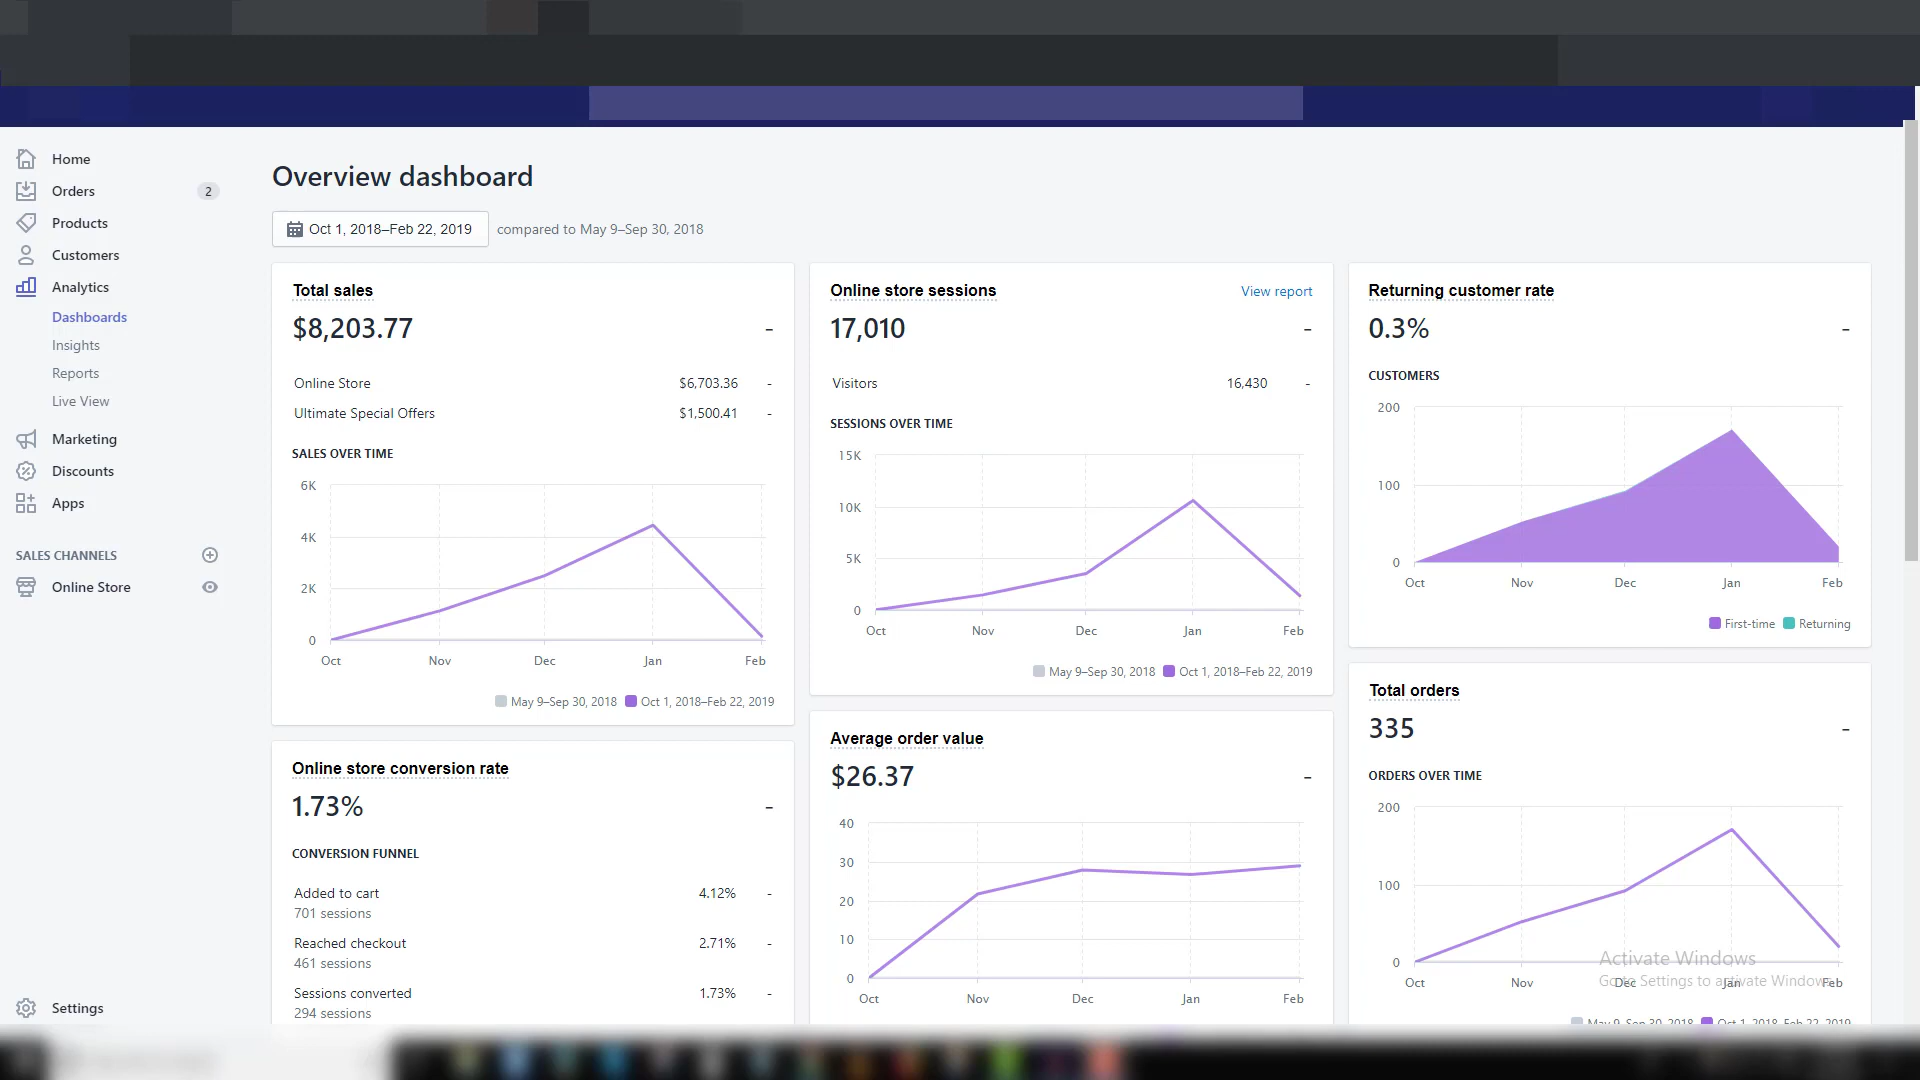 Home
Orders 2
Products
Customers
Analytics
Dashboards
Insights
Reports
Live View
Marketing
Discounts
Apps
SALES CHANNELS
Online Store
Settings
Overview dashboard
Oct 1, 2018–Feb 22, 2019 compared to May 9–Sep 30, 2018
Total sales
$8,203.77 -
Online Store $6,703.36 -
Ultimate Special Offers $1,500.41 -
SALES OVER TIME
6K
4K
2K
0
Oct Nov Dec Jan Feb
May 9–Sep 30, 2018 Oct 1, 2018–Feb 22, 2019
Online store conversion rate
1.73% -
CONVERSION FUNNEL
Added to cart 4.12% -
701 sessions
Reached checkout 2.71% -
461 sessions
Sessions converted 1.73% -
294 sessions
Online store sessions View report
17,010 -
Visitors 16,430 -
SESSIONS OVER TIME
15K
10K
5K
0
Oct Nov Dec Jan Feb
May 9–Sep 30, 2018 Oct 1, 2018–Feb 22, 2019
Average order value
$26.37 -
40
30
20
10
0
Oct Nov Dec Jan Feb
Returning customer rate
0.3% -
CUSTOMERS
200
100
0
Oct Nov Dec Jan Feb
First-time Returning
Total orders
335 -
ORDERS OVER TIME
200
100
0
Oct Nov Dec Jan Feb
May 9–Sep 30, 2018 Oct 1, 2018–Feb 22, 2019
Activate Windows
Go to Settings to activate Windows.